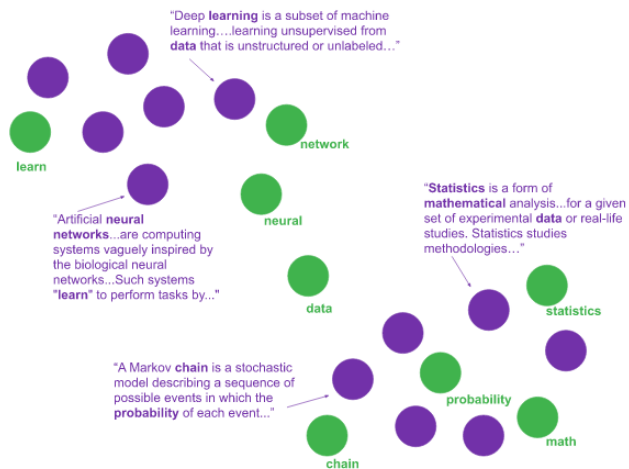 “Deep learning is a subset of machine
learning….learning unsupervised from
data that is unstructured or unlabeled…”
network
learn
“Statistics is a form of
mathematical analysis...for a given
set of experimental data or real-life
studies. Statistics studies
methodologies…”
“Artificial neural
networks...are computing
systems vaguely inspired by
the biological neural
networks...Such systems
"learn" to perform tasks by..."
neural
data
statistics
“A Markov chain is a stochastic
model describing a sequence of
possible events in which the
probability of each event...”
probability
math
chain